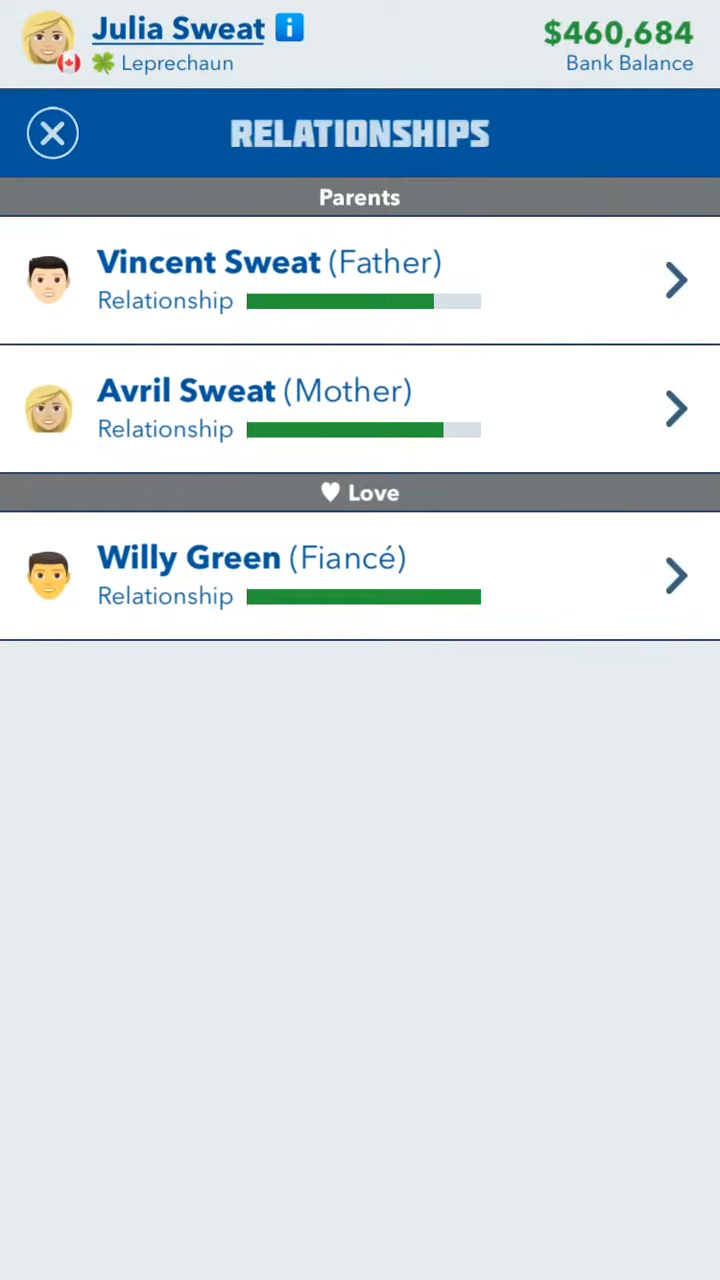 Julia Sweat
$460,684
Leprechaun
Bank Balance
RELATIONSHIPS
Parents
Vincent Sweat (Father)
Relationship
Avril Sweat (Mother)
Relationship
Love
Willy Green (Fiancé)
Relationship